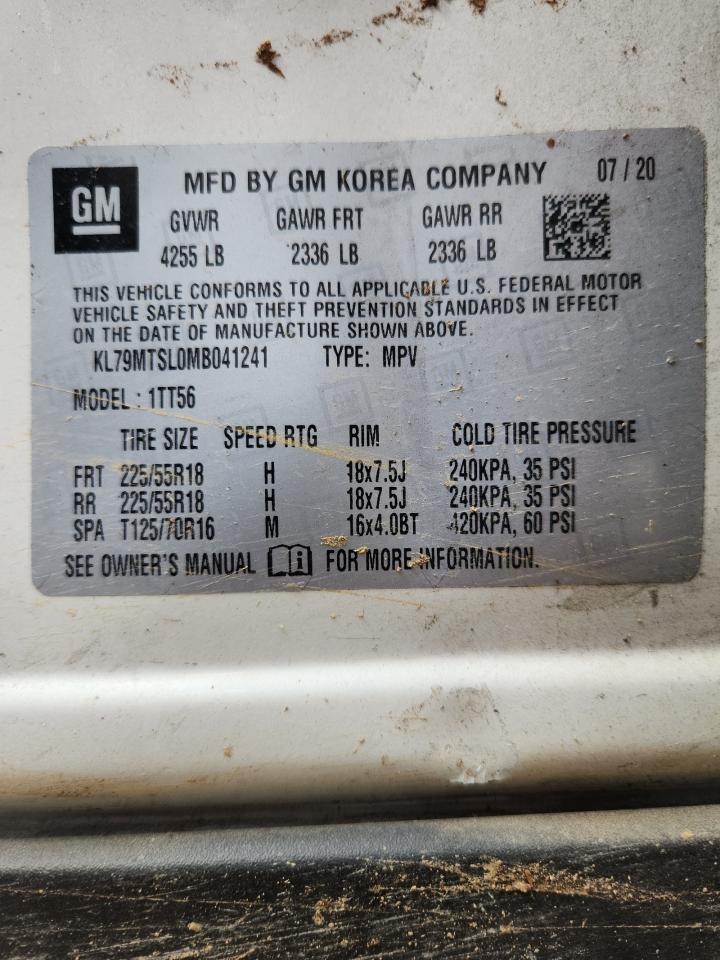 GM
MFD BY GM KOREA COMPANY 07 / 20
GVWR GAWR FRT GAWR RR
4255 LB 2336 LB 2336 LB
THIS VEHICLE CONFORMS TO ALL APPLICABLE U.S. FEDERAL MOTOR
VEHICLE SAFETY AND THEFT PREVENTION STANDARDS IN EFFECT
ON THE DATE OF MANUFACTURE SHOWN ABOVE.
KL79MTSL0MB041241 TYPE: MPV
MODEL : 1TT56
TIRE SIZE SPEED RTG RIM COLD TIRE PRESSURE
FRT 225/55R18 H 18x7.5J 240KPA, 35 PSI
RR 225/55R18 H 18x7.5J 240KPA, 35 PSI
SPA T125/70R16 M 16x4.0BT 420KPA, 60 PSI
SEE OWNER'S MANUAL FOR MORE INFORMATION.